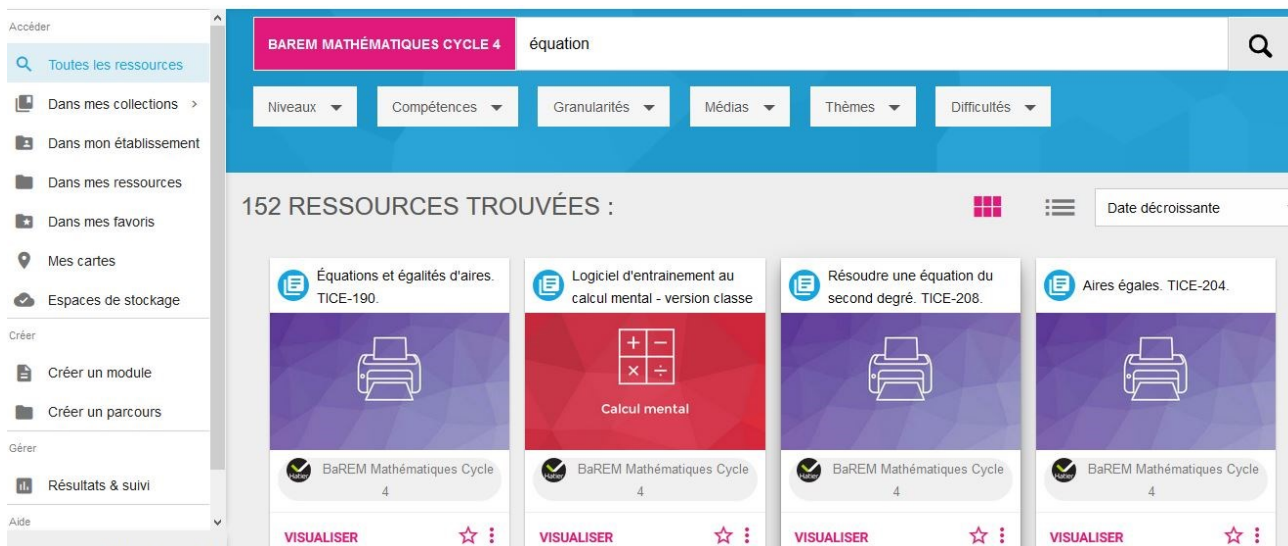 Accéder
Toutes les ressources
Dans mes collections >
Dans mon établissement
Dans mes ressources
Dans mes favoris
Mes cartes
Espaces de stockage
Créer
Créer un module
Créer un parcours
Gérer
Résultats & suivi
Aide
BAREM MATHÉMATIQUES CYCLE 4
équation
Niveaux
Compétences
Granularités
Médias
Thèmes
Difficultés
152 RESSOURCES TROUVÉES :
Date décroissante
Équations et égalités d'aires.
TICE-190.
Hatier
BaREM Mathématiques Cycle
4
VISUALISER
Logiciel d'entrainement au
calcul mental - version classe
+ −
× ÷
Calcul mental
Hatier
BaREM Mathématiques Cycle
4
VISUALISER
Résoudre une équation du
second degré. TICE-208.
Hatier
BaREM Mathématiques Cycle
4
VISUALISER
Aires égales. TICE-204.
Hatier
BaREM Mathématiques Cycle
4
VISUALISER